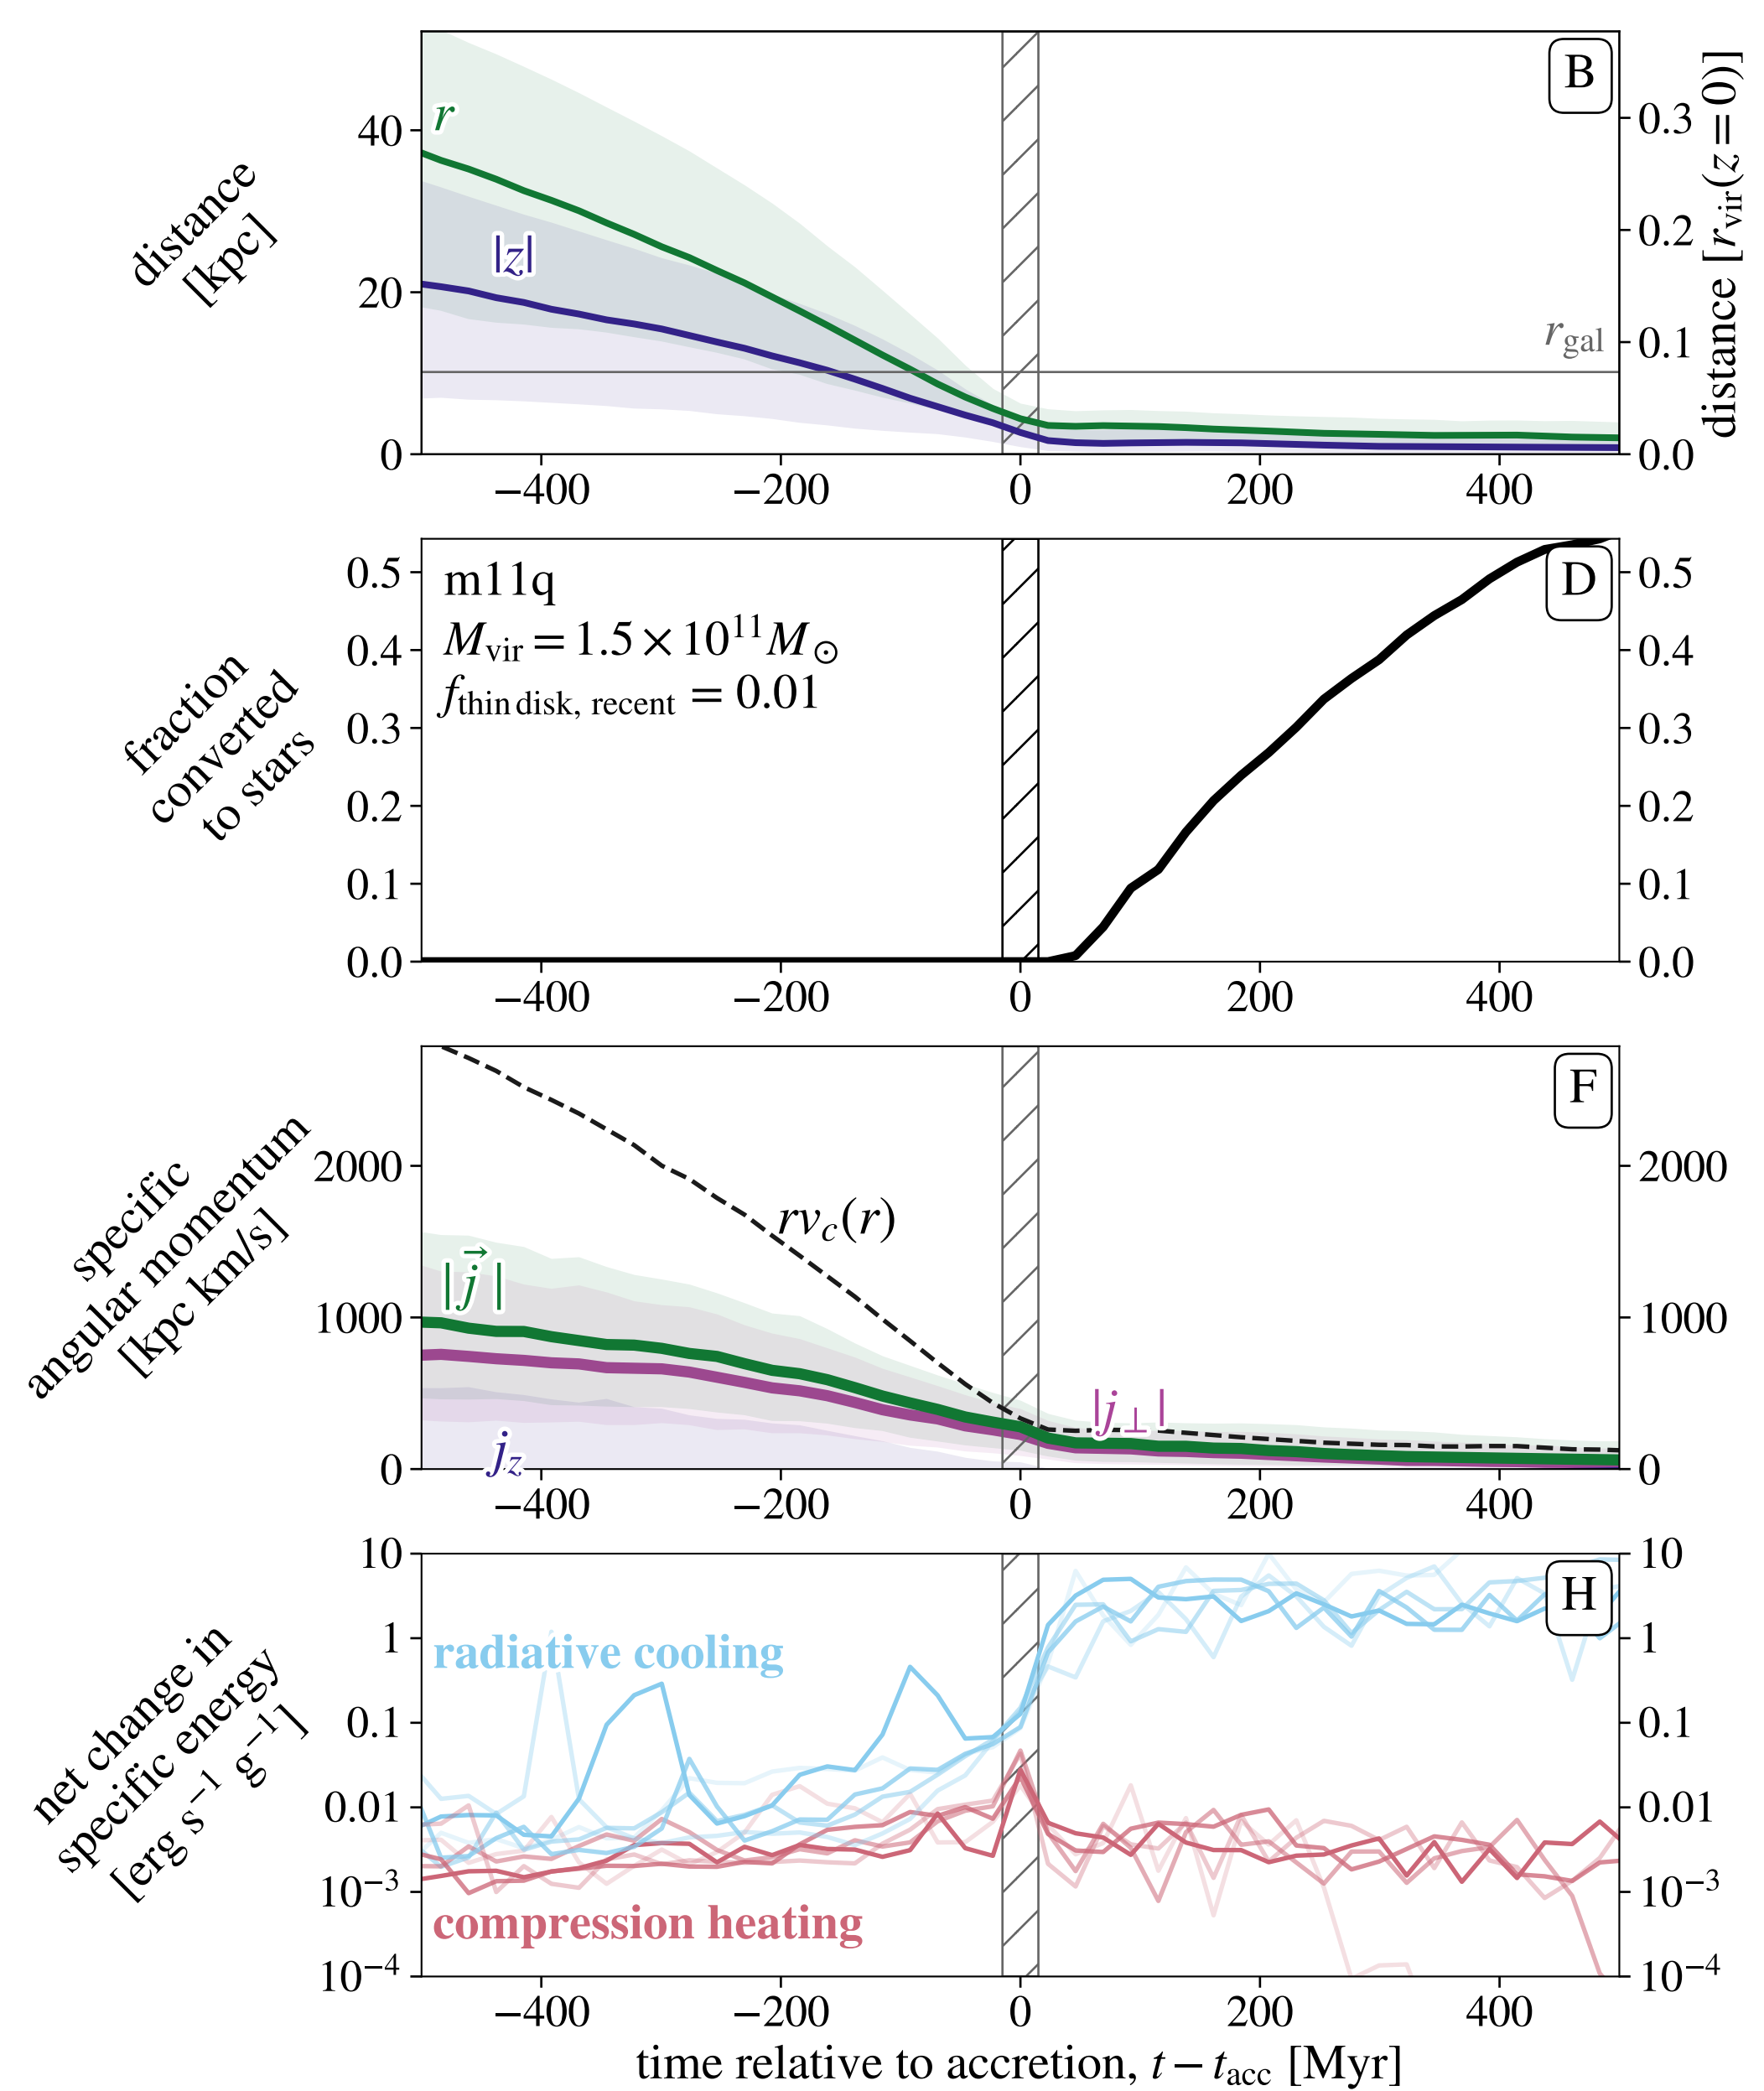 B
distance
[kpc]
40
20
0
r
|z|
r_gal
0.3
0.2
0.1
0.0
distance [r_vir(z=0)]
−400 −200 0 200 400
D
fraction
converted
to stars
0.5
0.4
0.3
0.2
0.1
0.0
m11q
M_vir = 1.5 × 10^11 M_⊙
f_thin disk, recent = 0.01
0.5
0.4
0.3
0.2
0.1
0.0
−400 −200 0 200 400
F
specific
angular momentum
[kpc km/s]
2000
1000
0
rv_c(r)
|j⃗|
|j_⊥|
j_z
2000
1000
0
−400 −200 0 200 400
H
net change in
specific energy
[erg s^−1 g^−1]
10
1
0.1
0.01
10^−3
10^−4
radiative cooling
compression heating
10
1
0.1
0.01
10^−3
10^−4
−400 −200 0 200 400
time relative to accretion, t − t_acc [Myr]